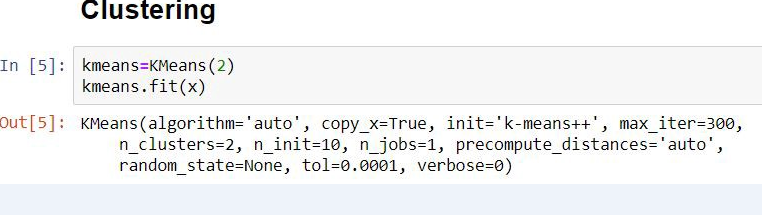 Clustering
In [5]: kmeans=KMeans(2)
kmeans.fit(x)
Out[5]: KMeans(algorithm='auto', copy_x=True, init='k-means++', max_iter=300,
n_clusters=2, n_init=10, n_jobs=1, precompute_distances='auto',
random_state=None, tol=0.0001, verbose=0)